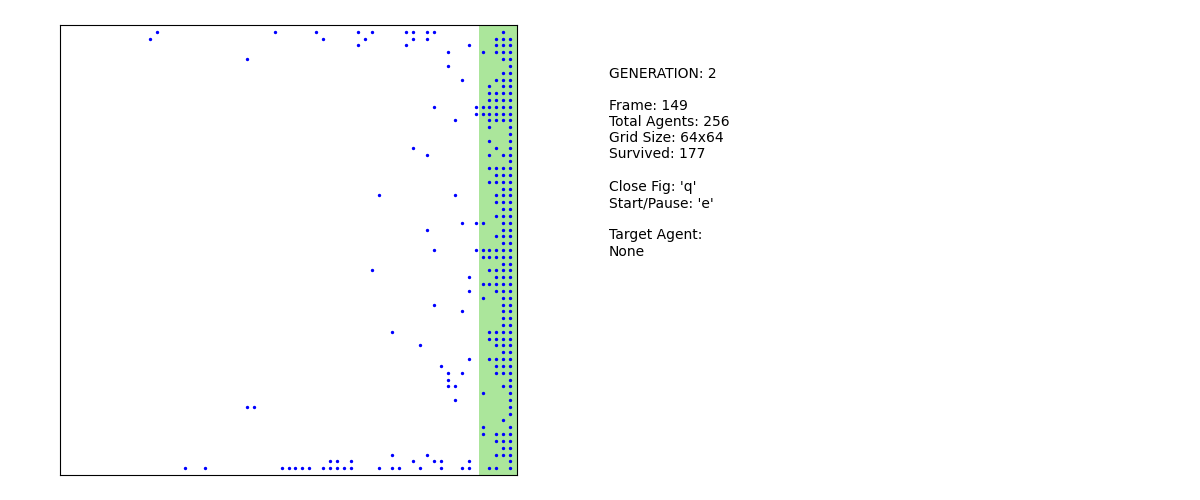 GENERATION: 2
Frame: 149
Total Agents: 256
Grid Size: 64x64
Survived: 177
Close Fig: 'q'
Start/Pause: 'e'
Target Agent:
None